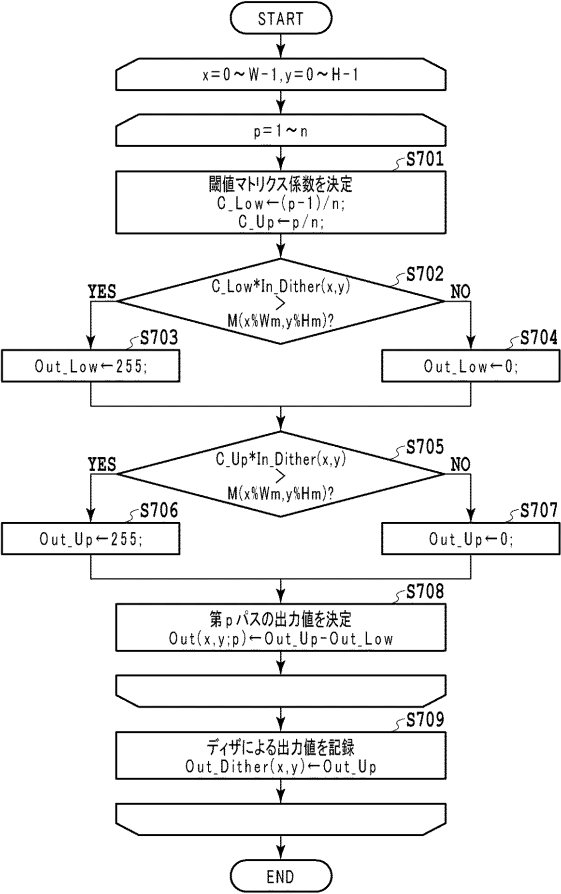 START
x=0～W-1,y=0～H-1
p=1～n
S701
閾値マトリクス係数を決定
C_Low←(p-1)/n;
C_Up←p/n;
S702
C_Low*In_Dither(x,y)
>
M(x%Wm,y%Hm)?
YES
NO
S703
Out_Low←255;
S704
Out_Low←0;
S705
C_Up*In_Dither(x,y)
>
M(x%Wm,y%Hm)?
YES
NO
S706
Out_Up←255;
S707
Out_Up←0;
S708
第pパスの出力値を決定
Out(x,y;p)←Out_Up-Out_Low
S709
ディザによる出力値を記録
Out_Dither(x,y)←Out_Up
END